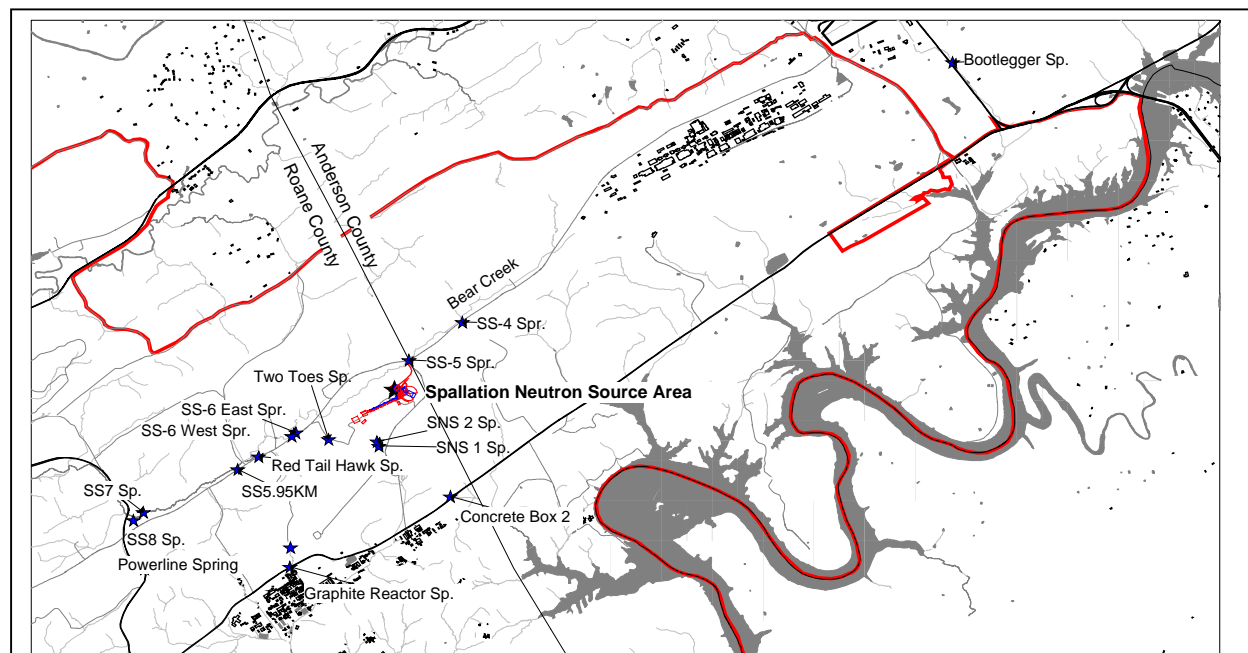 Bootlegger Sp.
Anderson County
Roane County
Bear Creek
SS-4 Spr.
SS-5 Spr.
Two Toes Sp.
Spallation Neutron Source Area
SS-6 East Spr.
SNS 2 Sp.
SS-6 West Spr.
SNS 1 Sp.
Red Tail Hawk Sp.
SS5.95KM
SS7 Sp.
Concrete Box 2
SS8 Sp.
Powerline Spring
Graphite Reactor Sp.